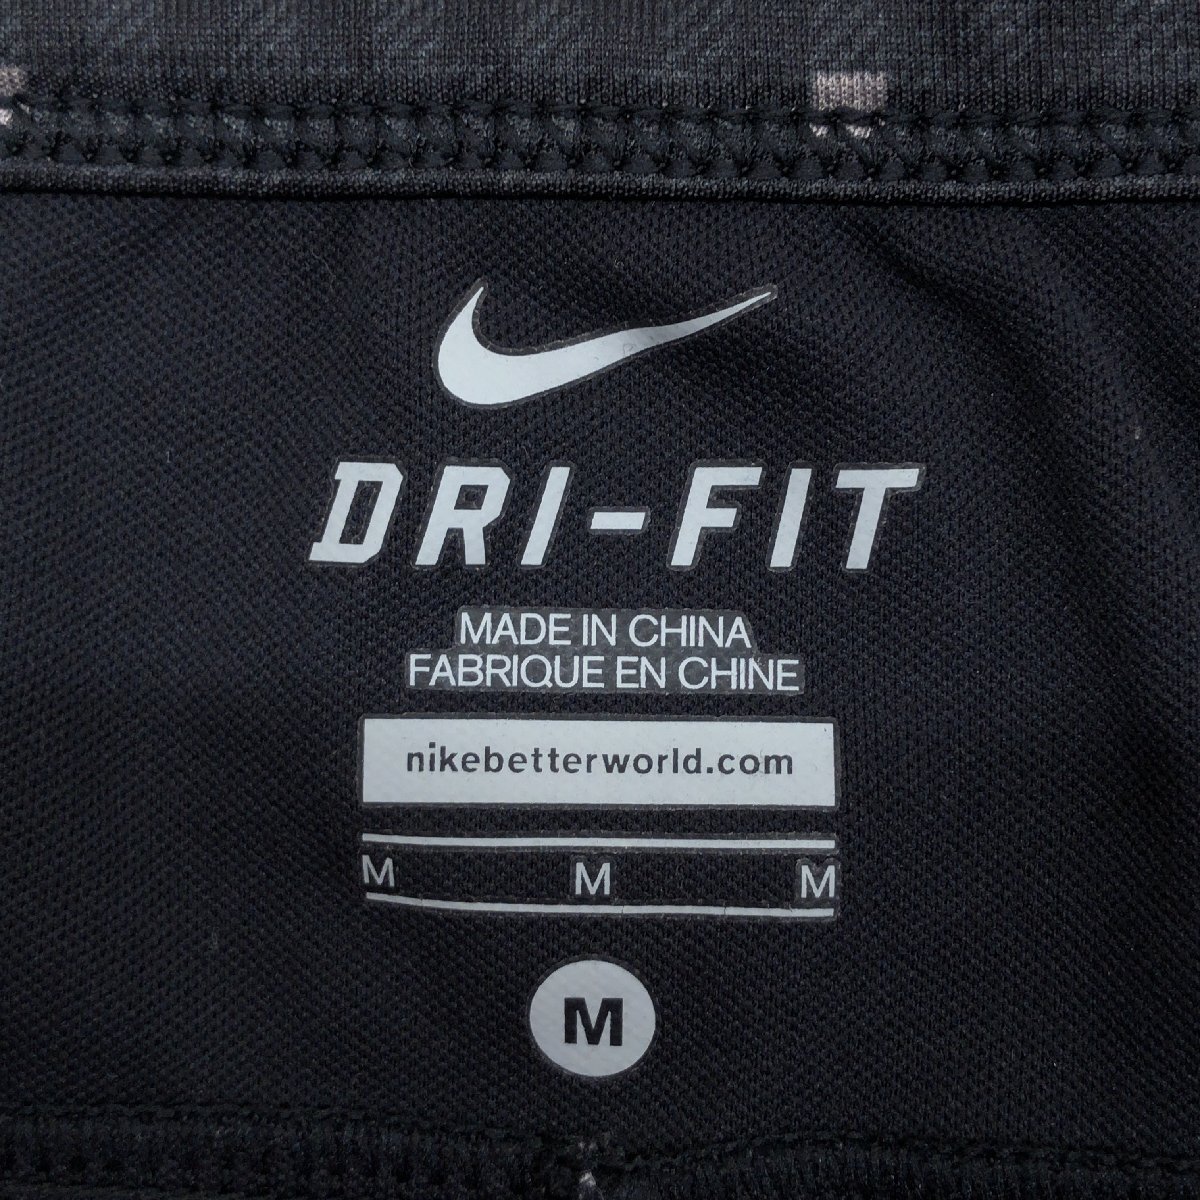 DRI-FIT
MADE IN CHINA
FABRIQUE EN CHINE
nikebetterworld.com
M M M
M